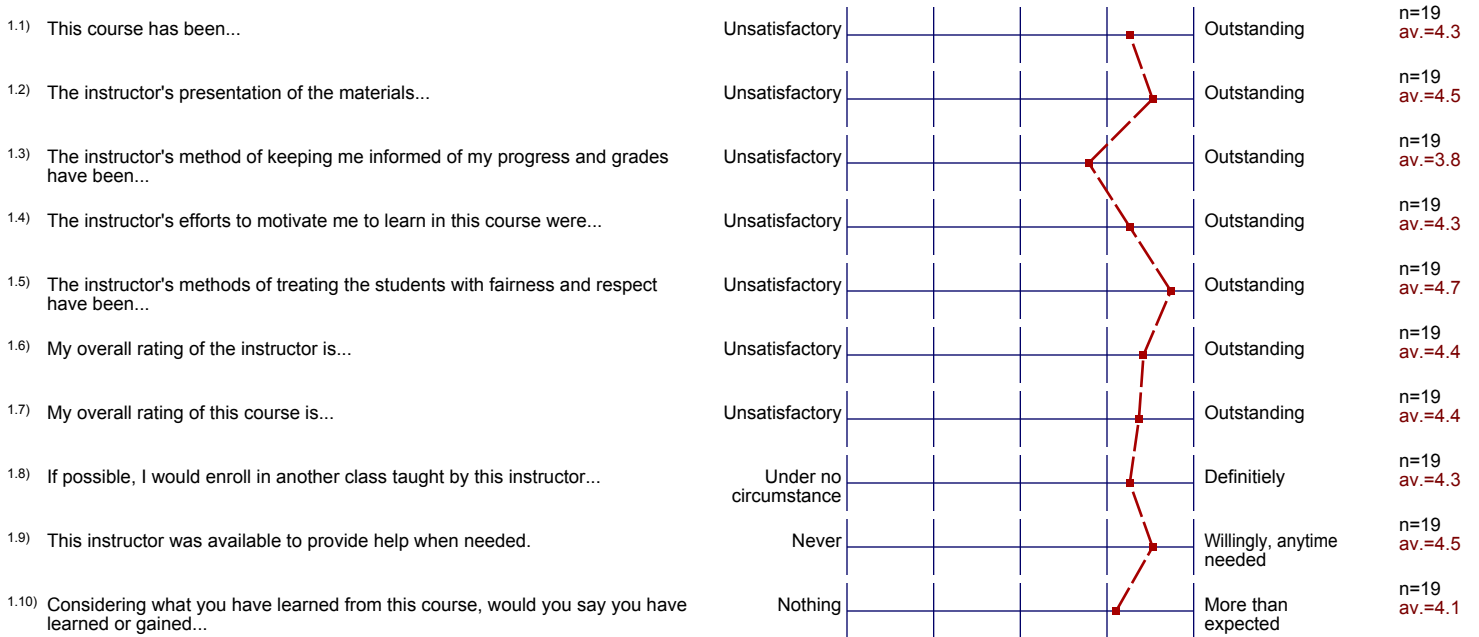 n=19
1.1) This course has been... Unsatisfactory Outstanding av.=4.3
n=19
1.2) The instructor's presentation of the materials... Unsatisfactory Outstanding av.=4.5
n=19
1.3) The instructor's method of keeping me informed of my progress and grades Unsatisfactory Outstanding av.=3.8
have been...
n=19
1.4) The instructor's efforts to motivate me to learn in this course were... Unsatisfactory Outstanding av.=4.3
n=19
1.5) The instructor's methods of treating the students with fairness and respect Unsatisfactory Outstanding av.=4.7
have been...
n=19
1.6) My overall rating of the instructor is... Unsatisfactory Outstanding av.=4.4
n=19
1.7) My overall rating of this course is... Unsatisfactory Outstanding av.=4.4
n=19
1.8) If possible, I would enroll in another class taught by this instructor... Under no Definitiely av.=4.3
circumstance
n=19
1.9) This instructor was available to provide help when needed. Never Willingly, anytime av.=4.5
needed
n=19
1.10) Considering what you have learned from this course, would you say you have Nothing More than av.=4.1
learned or gained... expected